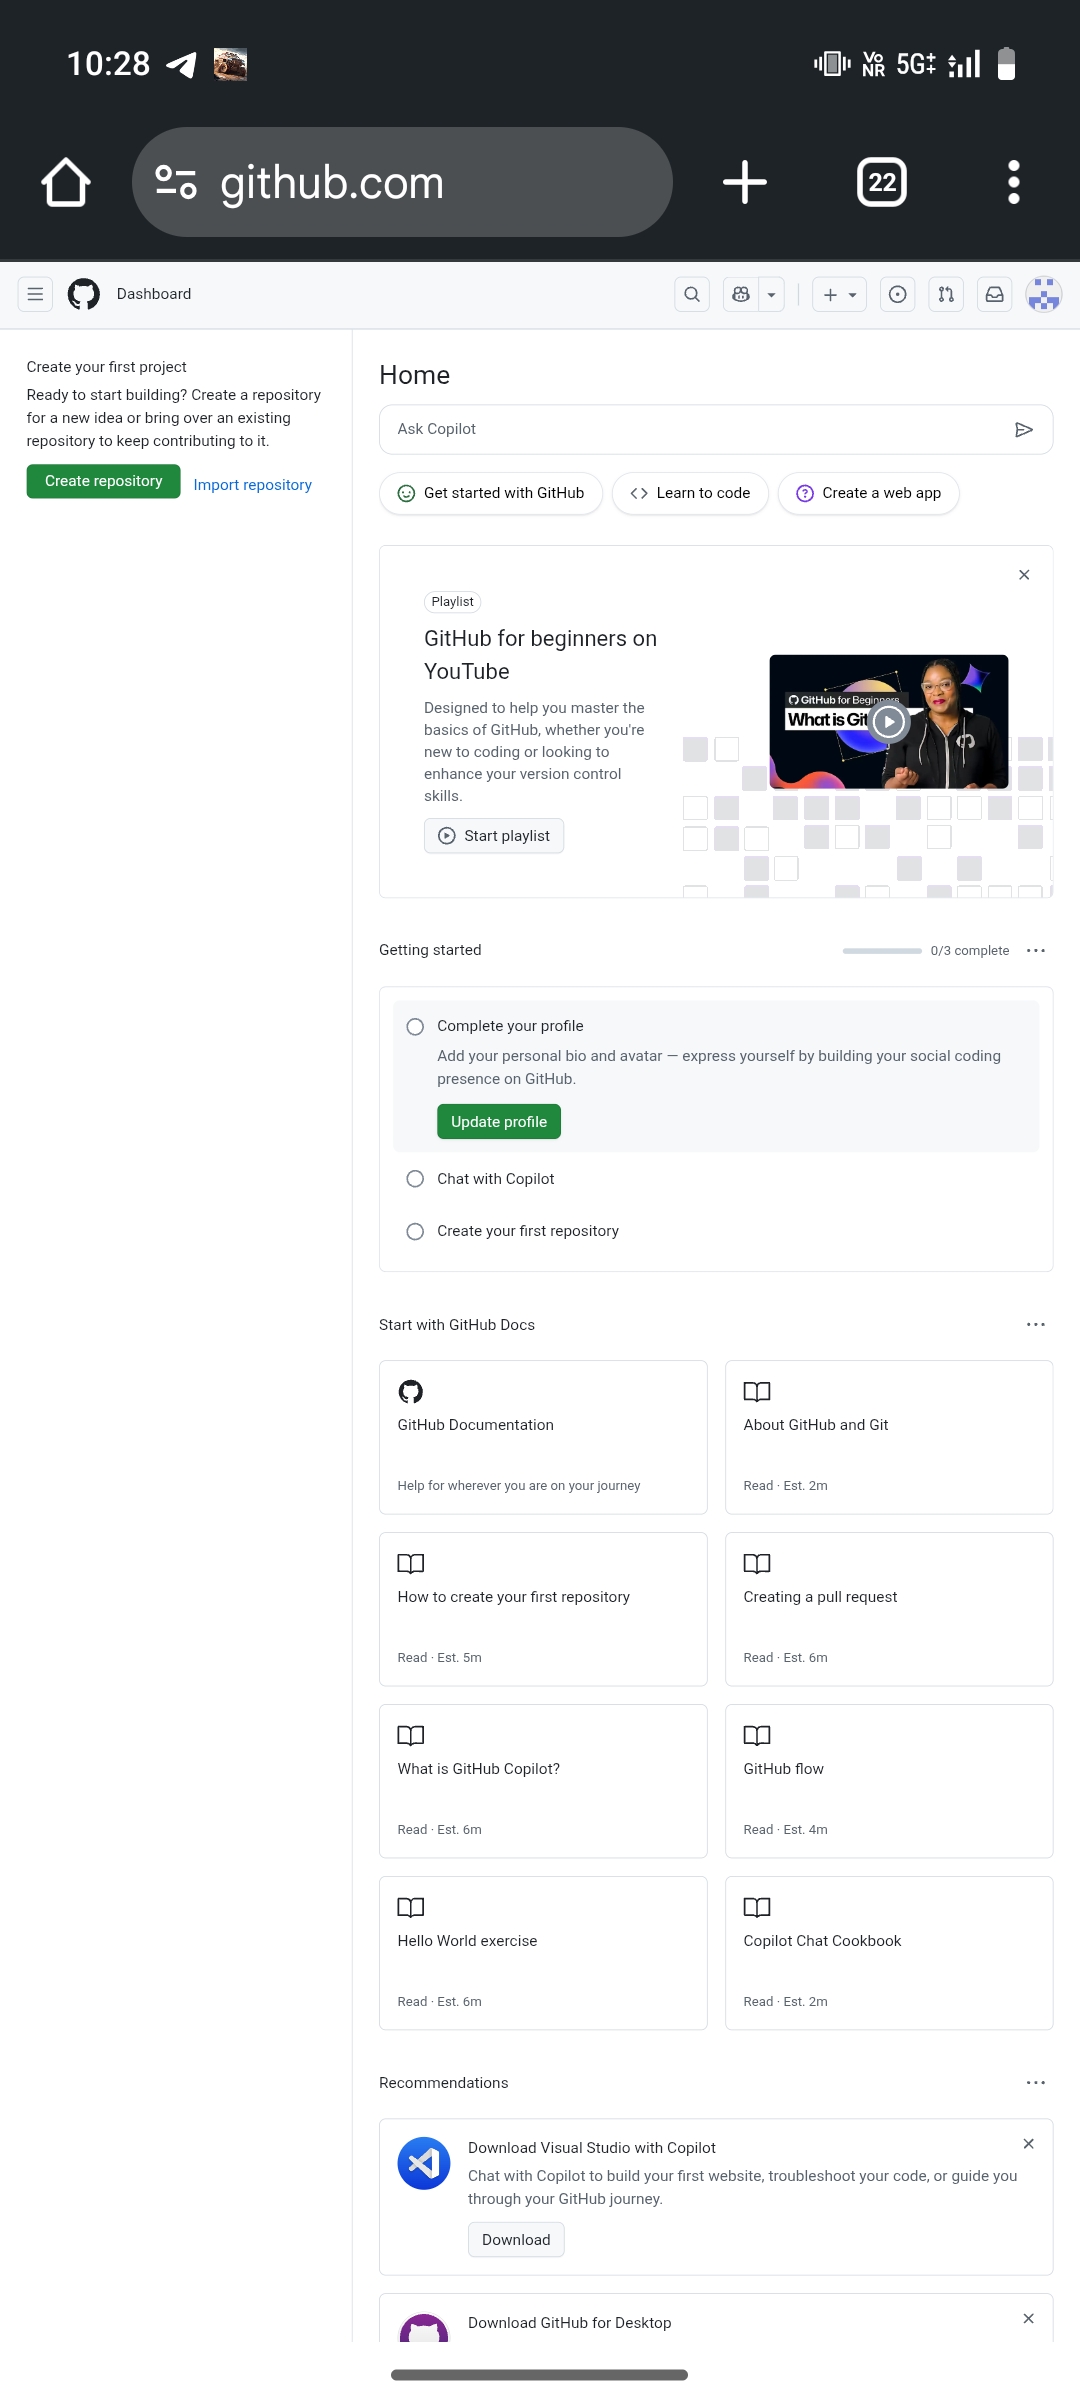 10:28
Vo
NR
5G
github.com
22
Dashboard
Create your first project
Ready to start building? Create a repository
for a new idea or bring over an existing
repository to keep contributing to it.
Create repository
Import repository
Home
Ask Copilot
Get started with GitHub
Learn to code
Create a web app
Playlist
GitHub for beginners on
YouTube
Designed to help you master the
basics of GitHub, whether you're
new to coding or looking to
enhance your version control
skills.
Start playlist
GitHub for Beginners
What is Git
Getting started
0/3 complete
Complete your profile
Add your personal bio and avatar — express yourself by building your social coding
presence on GitHub.
Update profile
Chat with Copilot
Create your first repository
Start with GitHub Docs
GitHub Documentation
Help for wherever you are on your journey
About GitHub and Git
Read · Est. 2m
How to create your first repository
Read · Est. 5m
Creating a pull request
Read · Est. 6m
What is GitHub Copilot?
Read · Est. 6m
GitHub flow
Read · Est. 4m
Hello World exercise
Read · Est. 6m
Copilot Chat Cookbook
Read · Est. 2m
Recommendations
Download Visual Studio with Copilot
Chat with Copilot to build your first website, troubleshoot your code, or guide you
through your GitHub journey.
Download
Download GitHub for Desktop